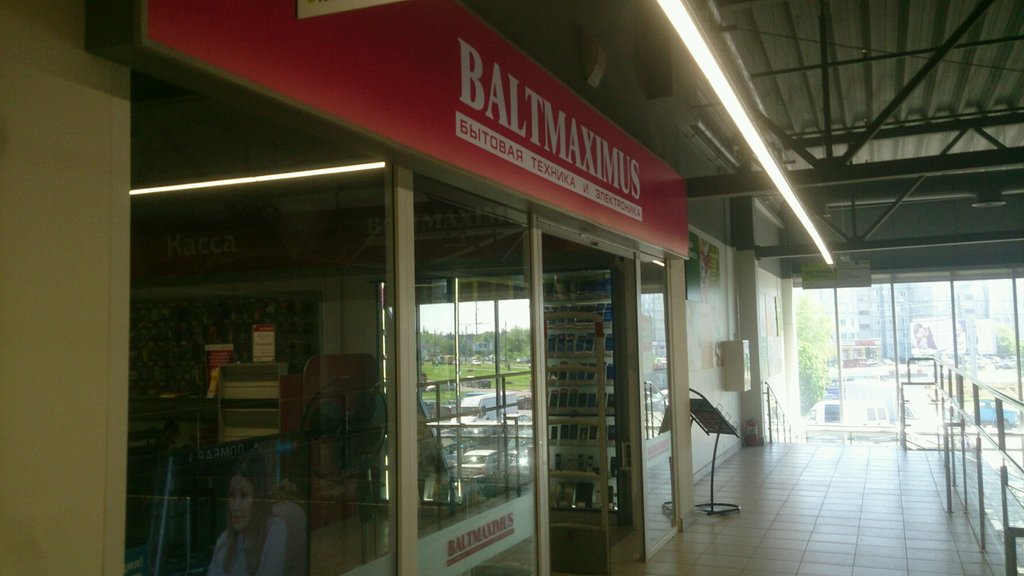 BALTMAXIMUS
БЫТОВАЯ ТЕХНИКА И ЭЛЕКТРОНИКА
Касса
BALTMAXIMUS